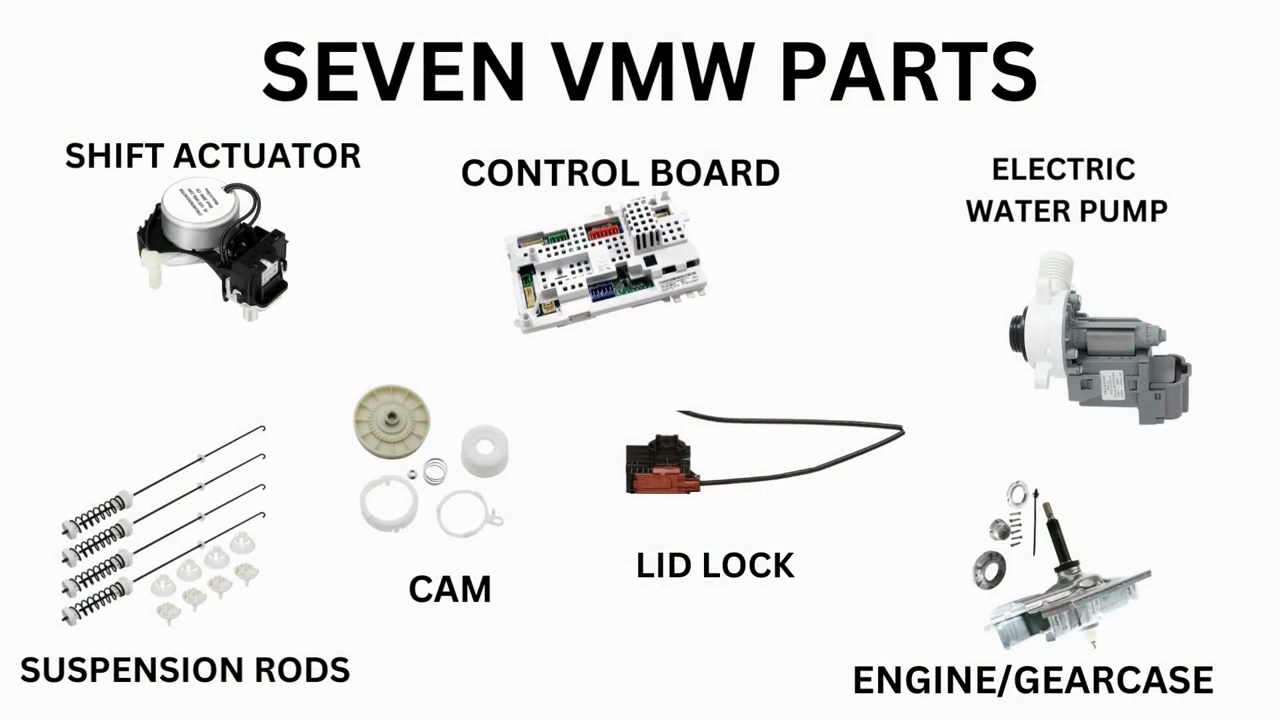 SEVEN VMW PARTS
SHIFT ACTUATOR
CONTROL BOARD
ELECTRIC
WATER PUMP
CAM
LID LOCK
SUSPENSION RODS
ENGINE/GEARCASE